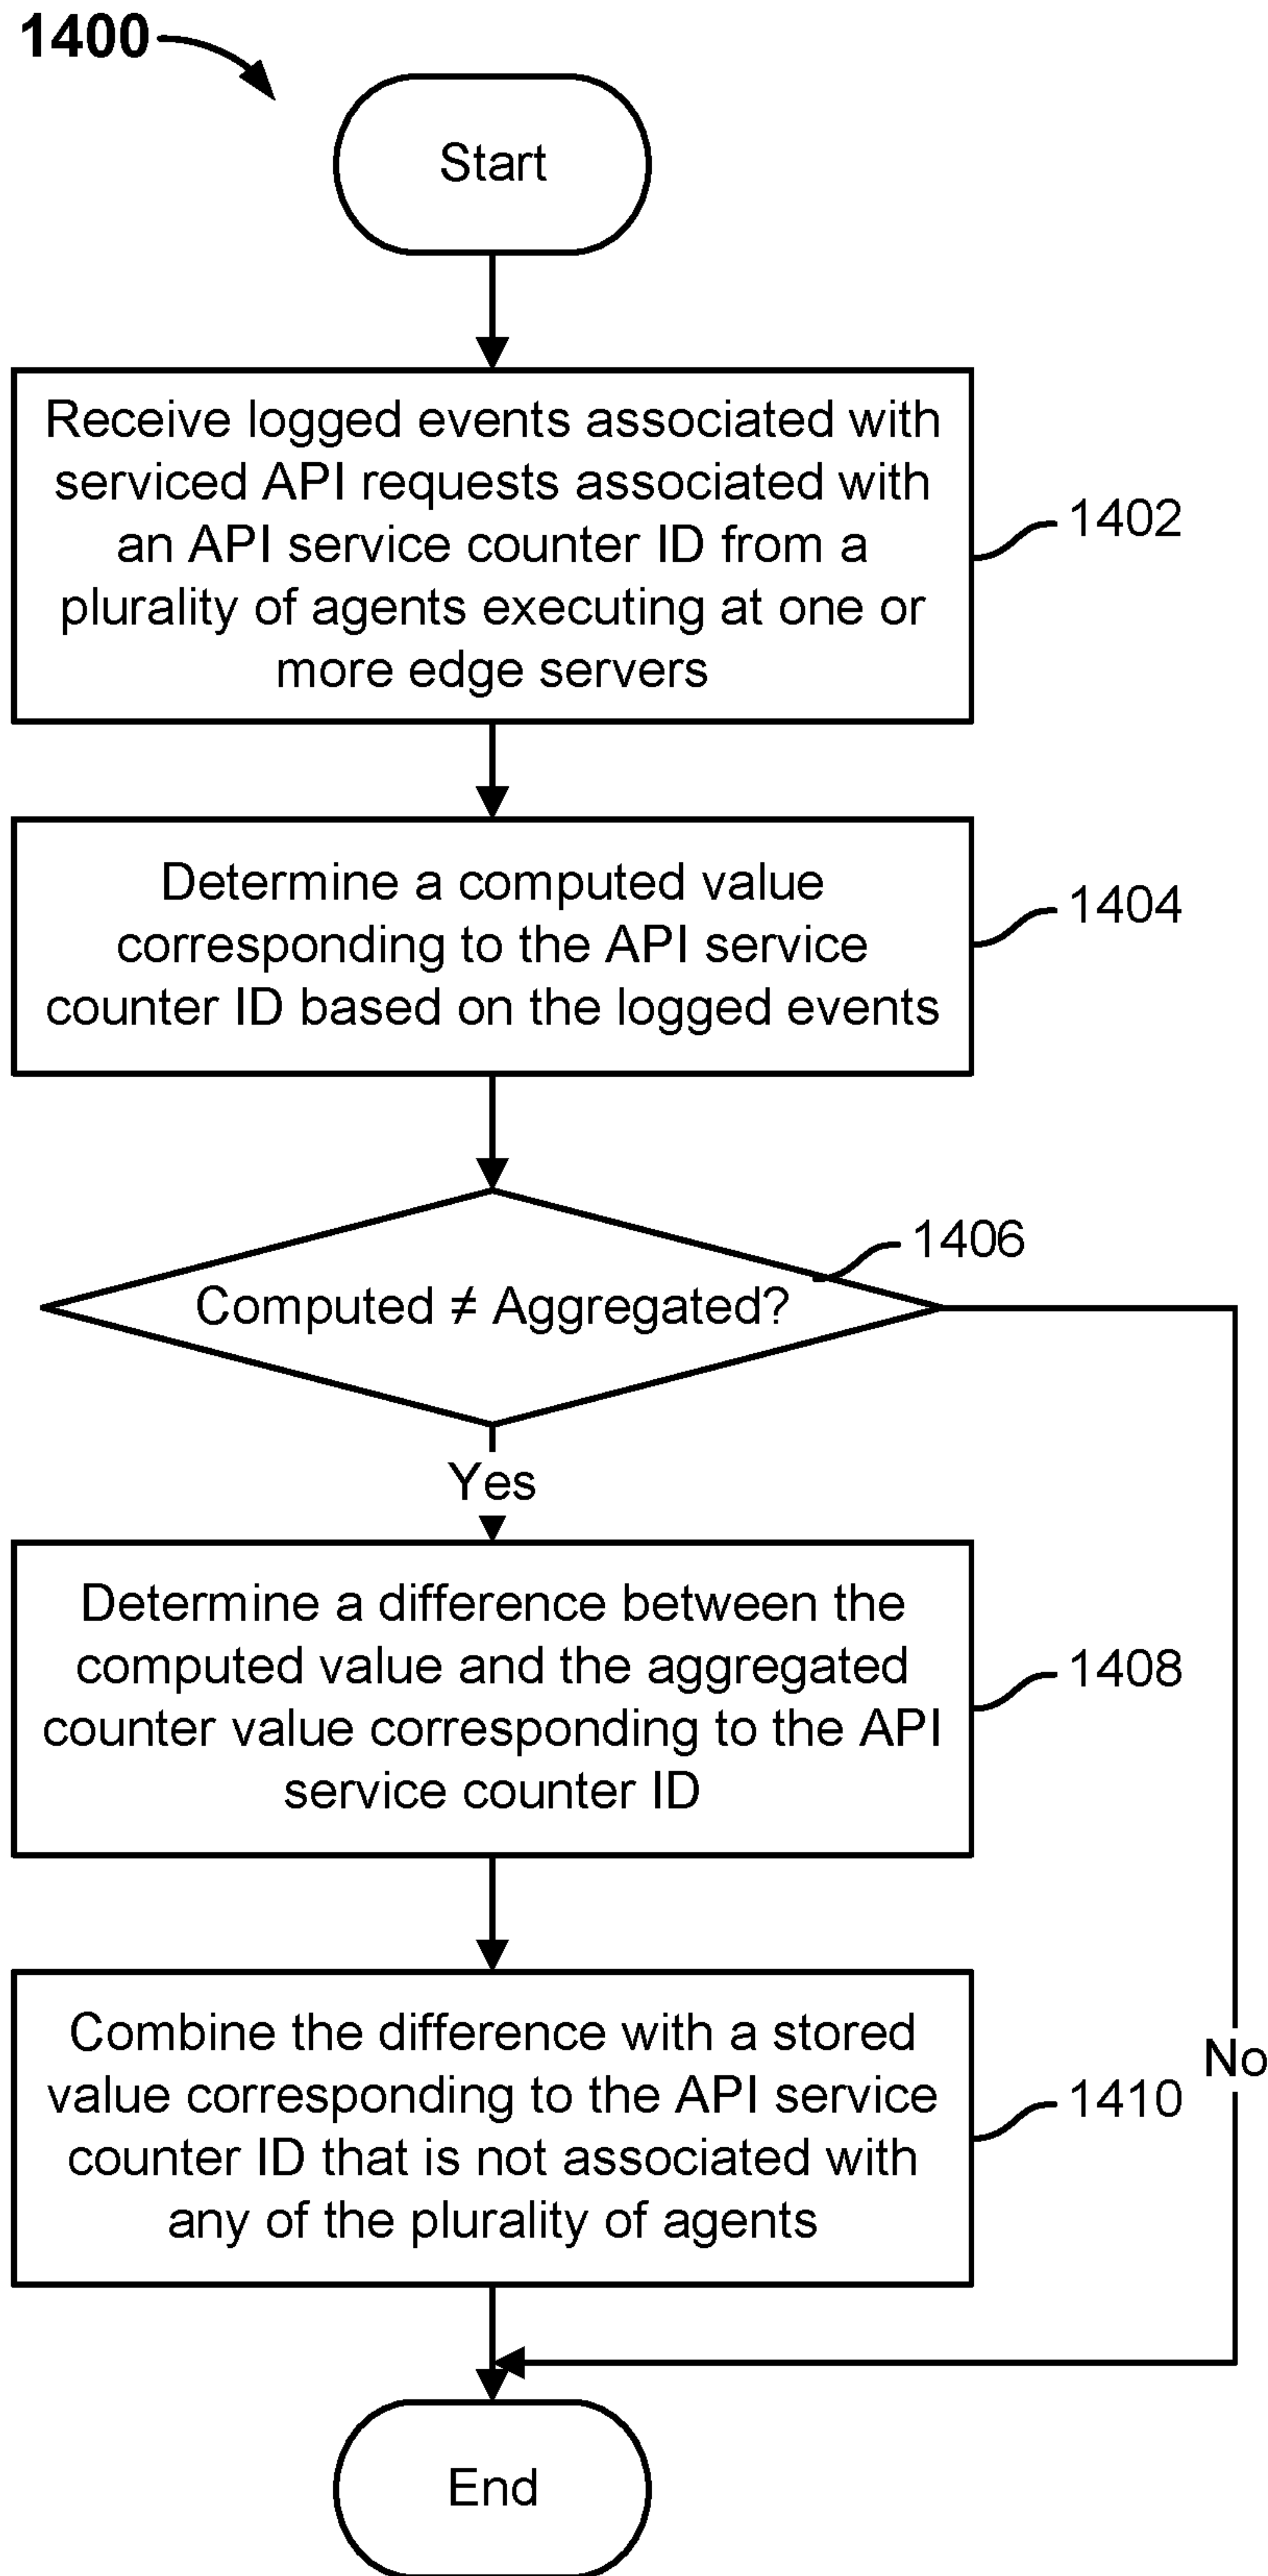 1400
Start
Receive logged events associated with
serviced API requests associated with
an API service counter ID from a
plurality of agents executing at one or
more edge servers
1402
Determine a computed value
corresponding to the API service
counter ID based on the logged events
1404
1406
Computed ≠ Aggregated?
Yes
Determine a difference between the
computed value and the aggregated
counter value corresponding to the API
service counter ID
1408
Combine the difference with a stored
value corresponding to the API service
counter ID that is not associated with
any of the plurality of agents
No
1410
End